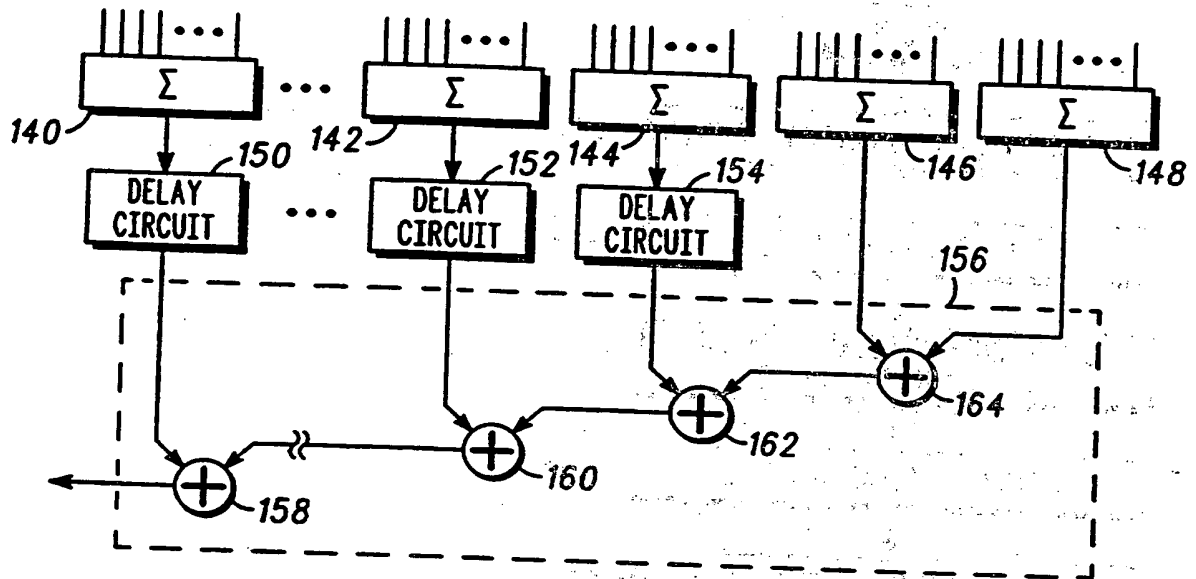 Σ Σ Σ Σ Σ
140 142 144 146 148
150 152 154
DELAY CIRCUIT
DELAY CIRCUIT
DELAY CIRCUIT
156
+ 164
+ 162
+ 160
+ 158